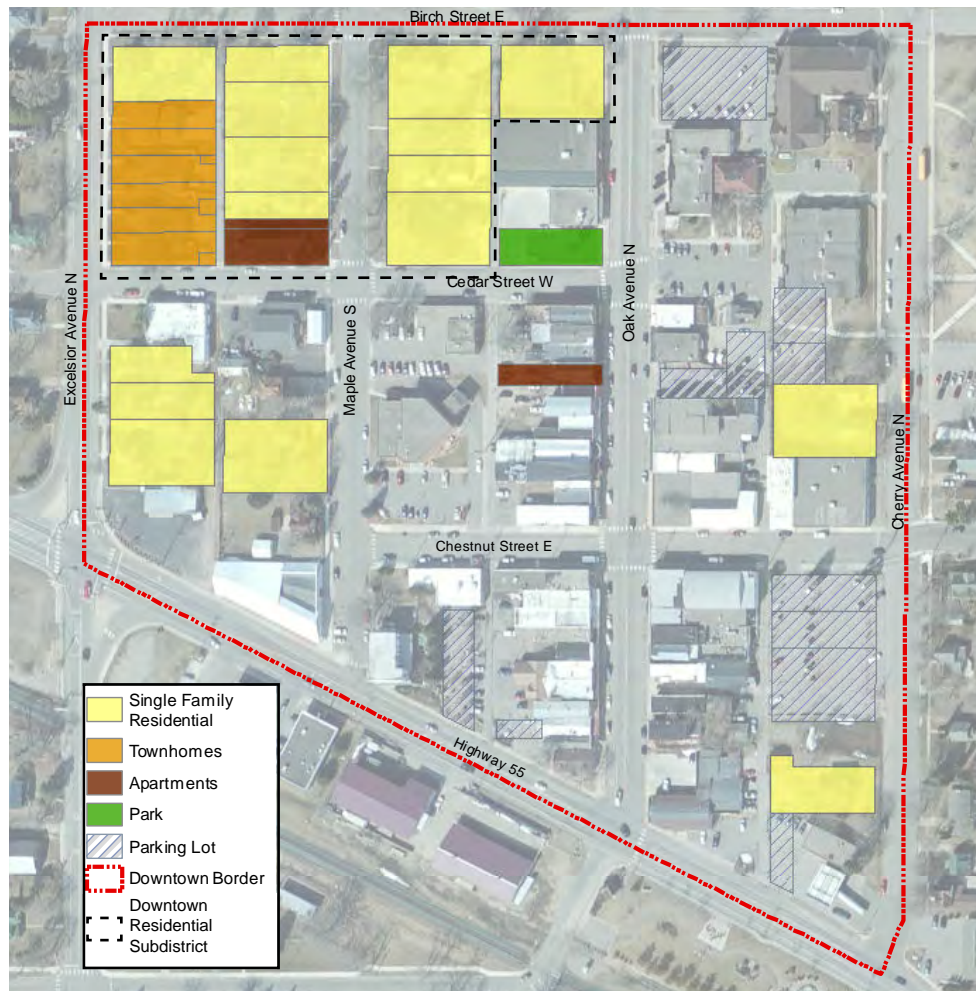 Birch Street E
Cedar Street W
Excelsior Avenue N
Maple Avenue S
Oak Avenue N
Cherry Avenue N
Chestnut Street E
Highway 55
Single Family
Residential
Townhomes
Apartments
Park
Parking Lot
Downtown Border
Downtown
Residential
Subdistrict